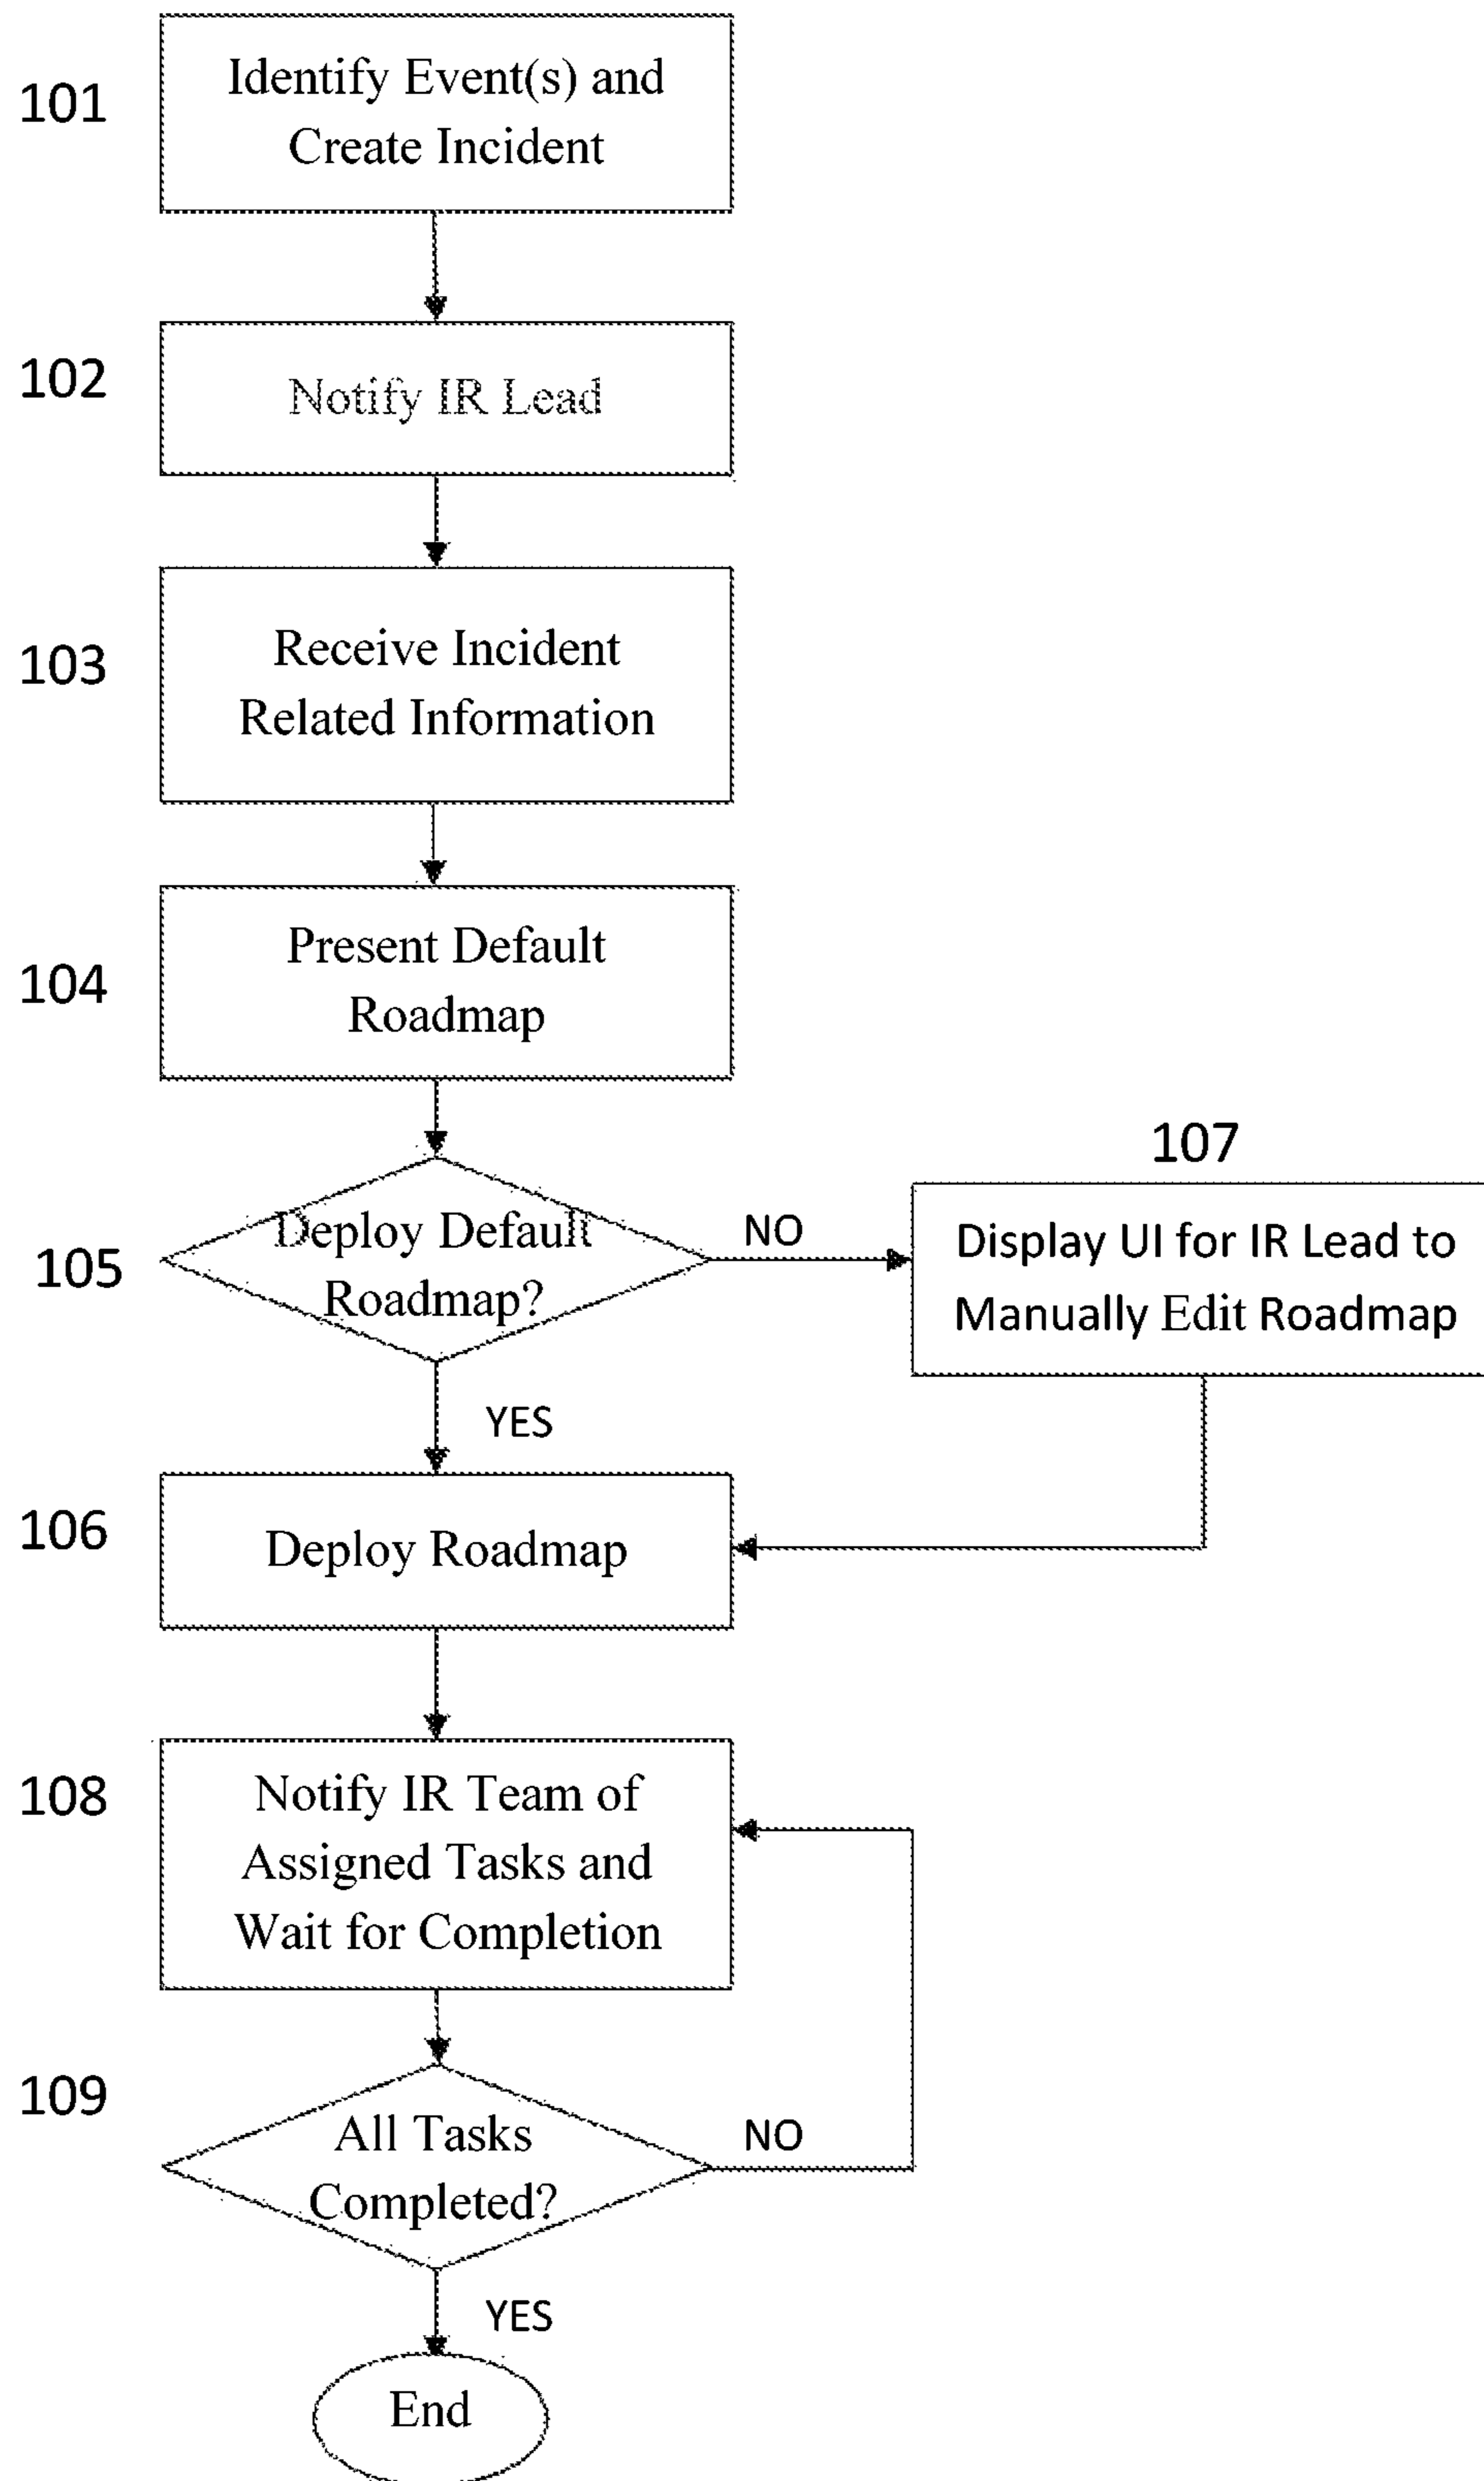 101
Identify Event(s) and
Create Incident
102
Notify IR Lead
103
Receive Incident
Related Information
104
Present Default
Roadmap
105
Deploy Default
Roadmap?
NO
107
Display UI for IR Lead to
Manually Edit Roadmap
YES
106
Deploy Roadmap
108
Notify IR Team of
Assigned Tasks and
Wait for Completion
109
All Tasks
Completed?
NO
YES
End